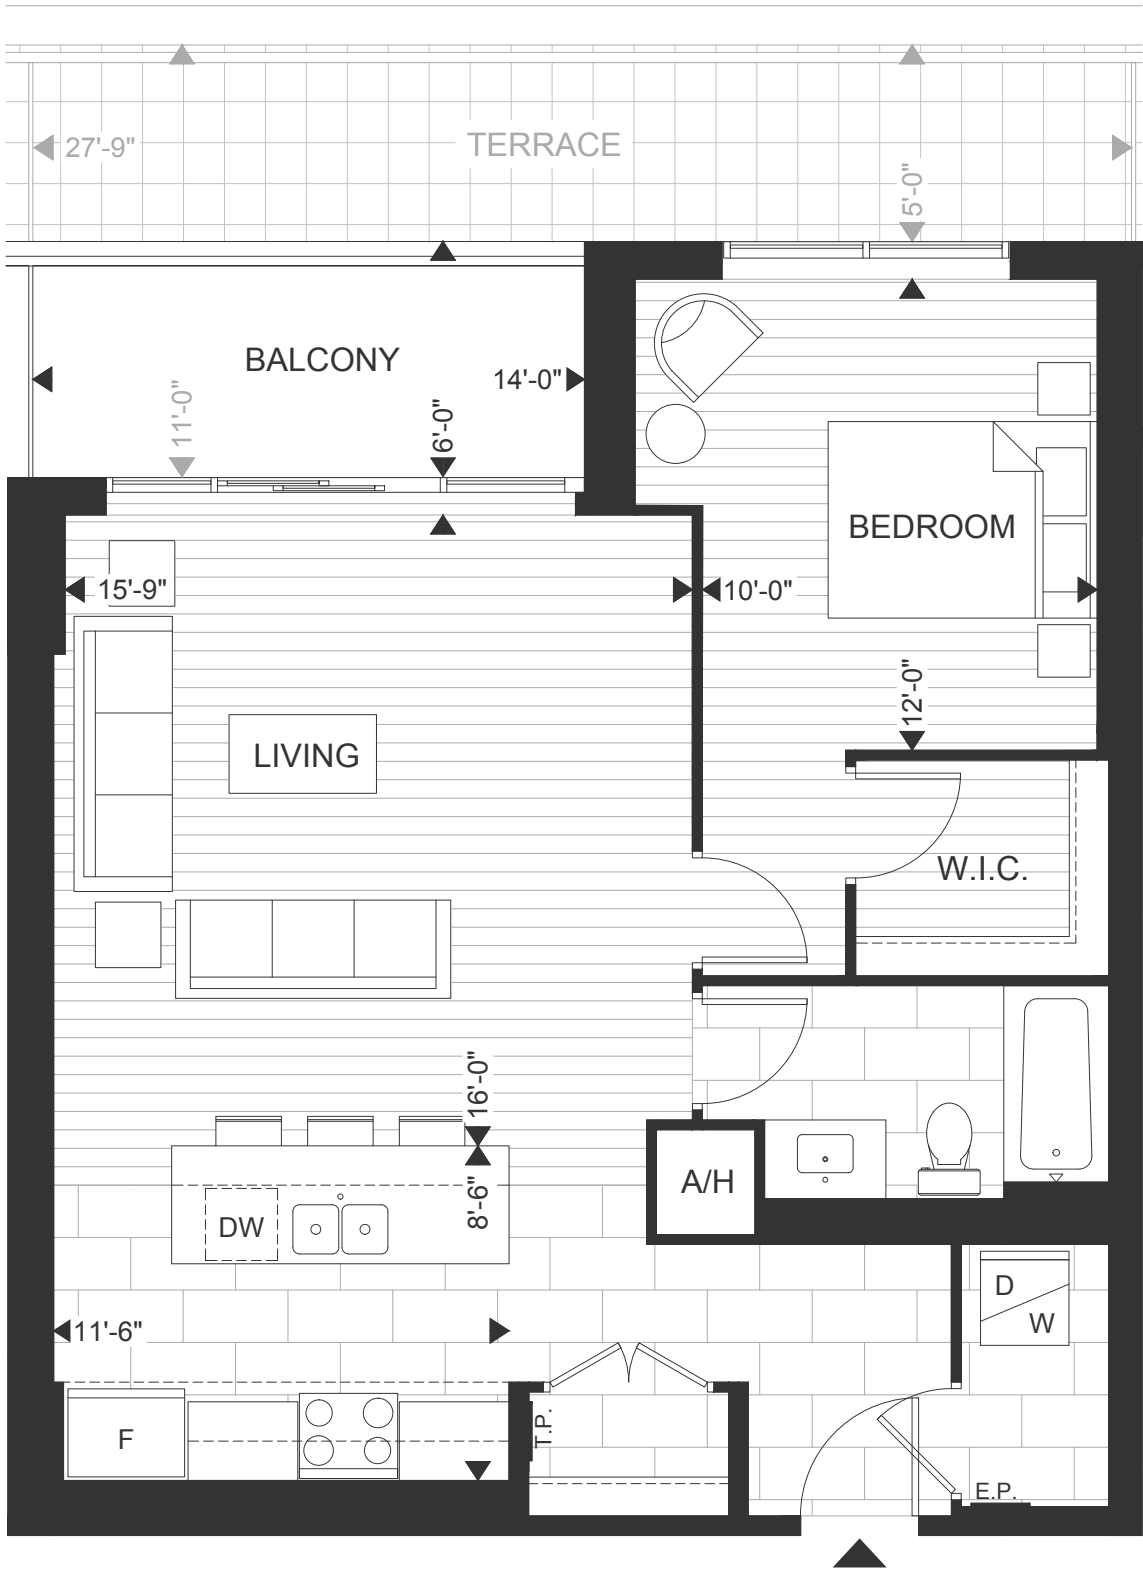 27'-9"
TERRACE
5'-0"
BALCONY
14'-0"
11'-0"
6'-0"
BEDROOM
15'-9"
10'-0"
12'-0"
LIVING
W.I.C.
16'-0"
A/H
8'-6"
DW
D
W
11'-6"
F
T.P.
E.P.